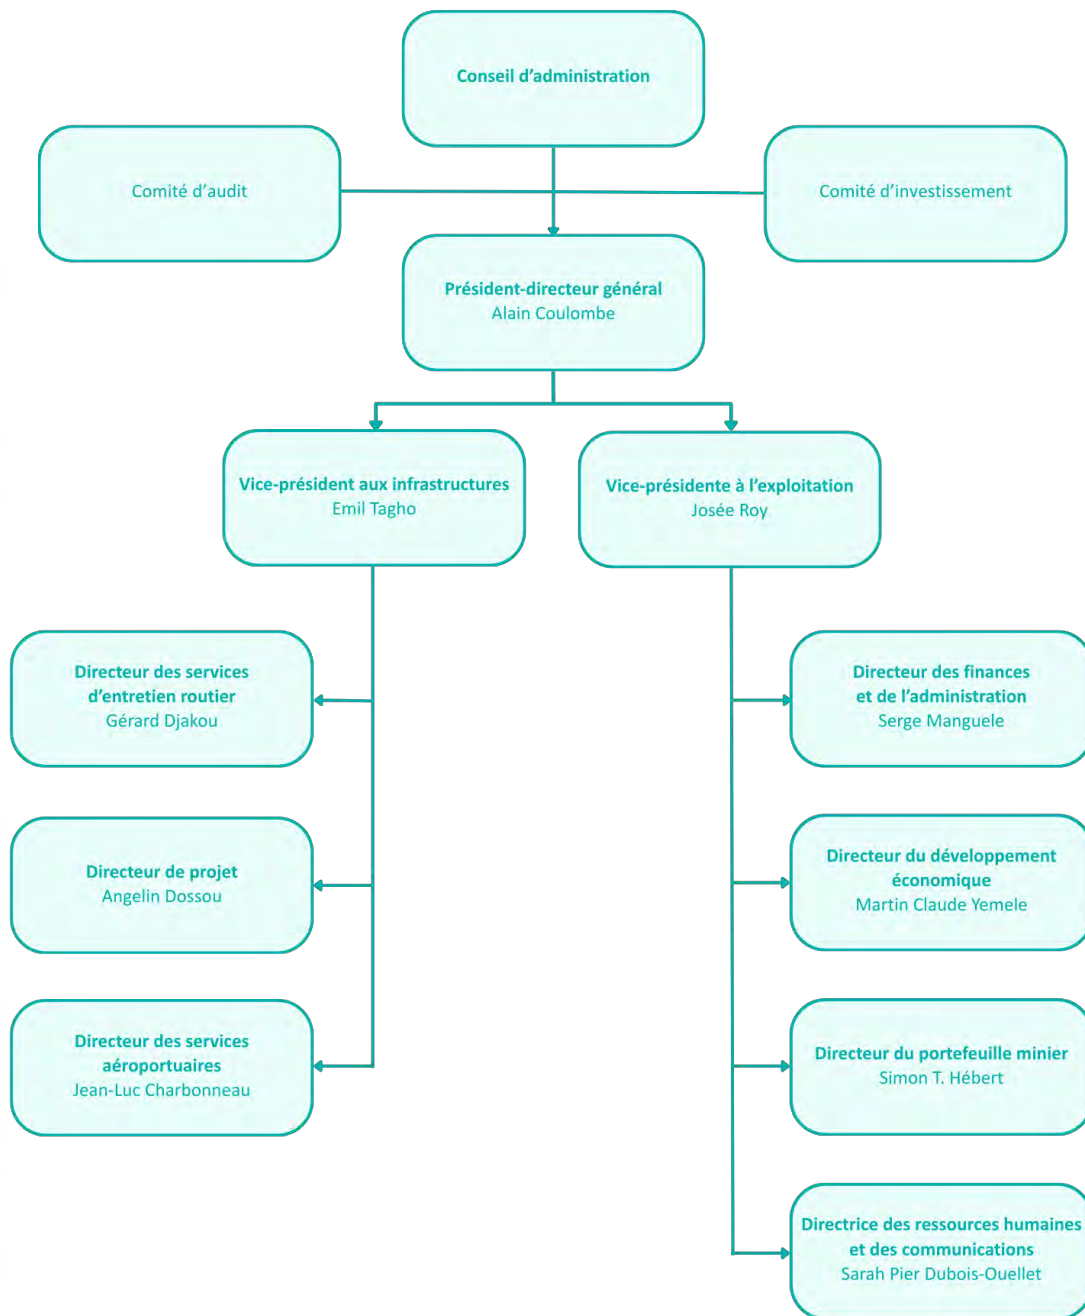 Conseil d’administration
Comité d’audit
Comité d’investissement
Président-directeur général
Alain Coulombe
Vice-président aux infrastructures
Emil Tagho
Vice-présidente à l’exploitation
Josée Roy
Directeur des services
d’entretien routier
Gérard Djakou
Directeur de projet
Angelin Dossou
Directeur des services
aéroportuaires
Jean-Luc Charbonneau
Directeur des finances
et de l’administration
Serge Manguele
Directeur du développement
économique
Martin Claude Yemele
Directeur du portefeuille minier
Simon T. Hébert
Directrice des ressources humaines
et des communications
Sarah Pier Dubois-Ouellet